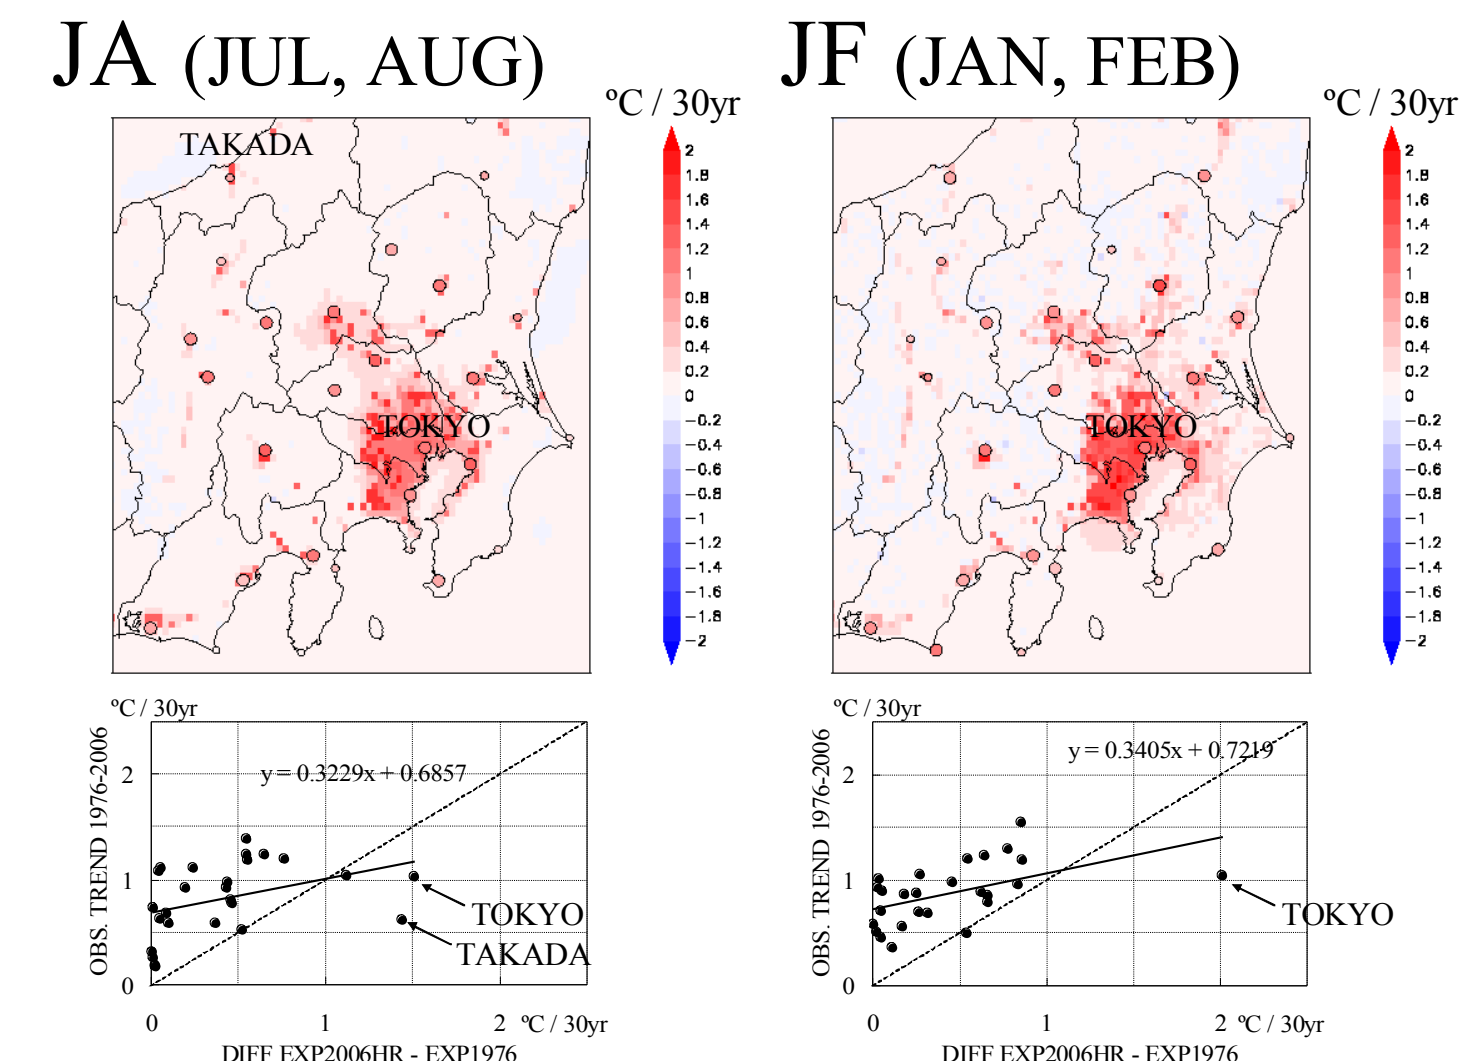 JA (JUL, AUG)
JF (JAN, FEB)
ºC / 30yr
ºC / 30yr
TAKADA
TOKYO
TOKYO
2
1.8
1.6
1.4
1.2
1
0.8
0.6
0.4
0.2
0
−0.2
−0.4
−0.6
−0.8
−1
−1.2
−1.4
−1.6
−1.8
−2
2
1.8
1.6
1.4
1.2
1
0.8
0.6
0.4
0.2
0
−0.2
−0.4
−0.6
−0.8
−1
−1.2
−1.4
−1.6
−1.8
−2
ºC / 30yr
OBS. TREND 1976-2006
y = 0.3229x + 0.6857
2
1
0
TOKYO
TAKADA
0 1 2 ºC / 30yr
DIFF EXP2006HR - EXP1976
ºC / 30yr
OBS. TREND 1976-2006
y = 0.3405x + 0.7219
2
1
0
TOKYO
0 1 2 ºC / 30yr
DIFF EXP2006HR - EXP1976